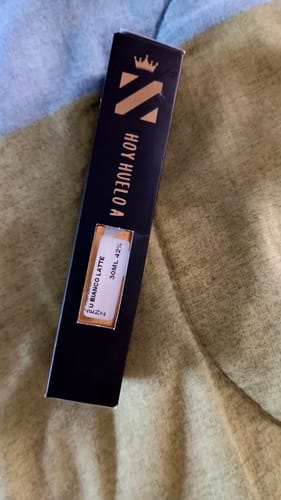 HOY HUELO A
U BIANCO LATTE
30ML 42%